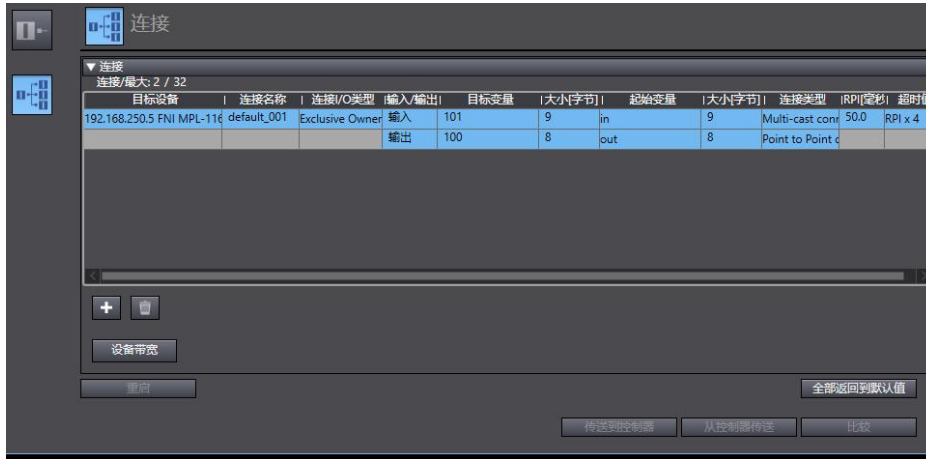 连接
▼连接
连接/最大: 2 / 32
目标设备 连接名称 连接I/O类型 输入/输出 目标变量 大小[字节] 起始变量 大小[字节] 连接类型 RPI[毫秒] 超时值
192.168.250.5 FNI MPL-116 default_001 Exclusive Owner 输入 101 9 in 9 Multi-cast conn 50.0 RPI x 4
输出 100 8 out 8 Point to Point c
设备带宽
重启 全部返回到默认值
传送到控制器 从控制器传送 比较